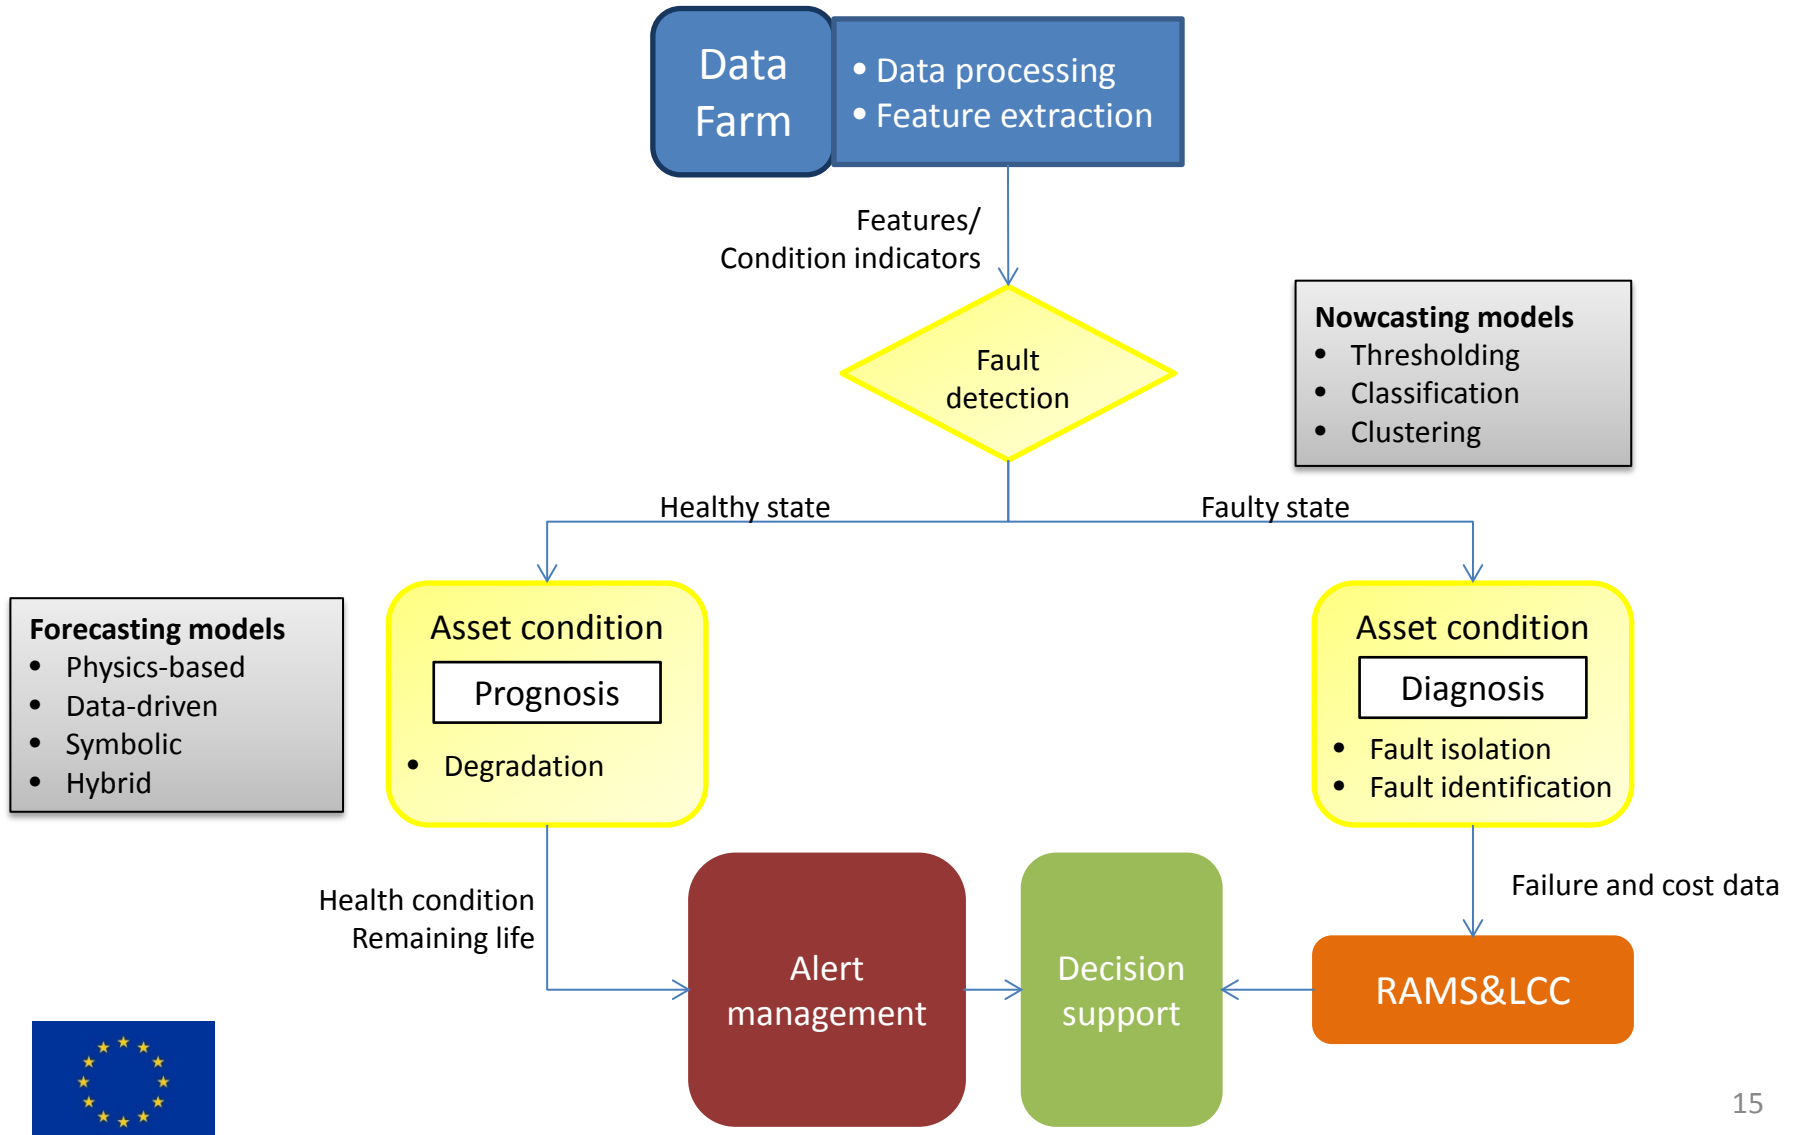 Data
Farm
• Data processing
• Feature extraction
Features/
Condition indicators
Fault
detection
Nowcasting models
• Thresholding
• Classification
• Clustering
Healthy state
Faulty state
Forecasting models
• Physics-based
• Data-driven
• Symbolic
• Hybrid
Asset condition
Prognosis
• Degradation
Asset condition
Diagnosis
• Fault isolation
• Fault identification
Health condition
Remaining life
Alert
management
Decision
support
Failure and cost data
RAMS&LCC
15